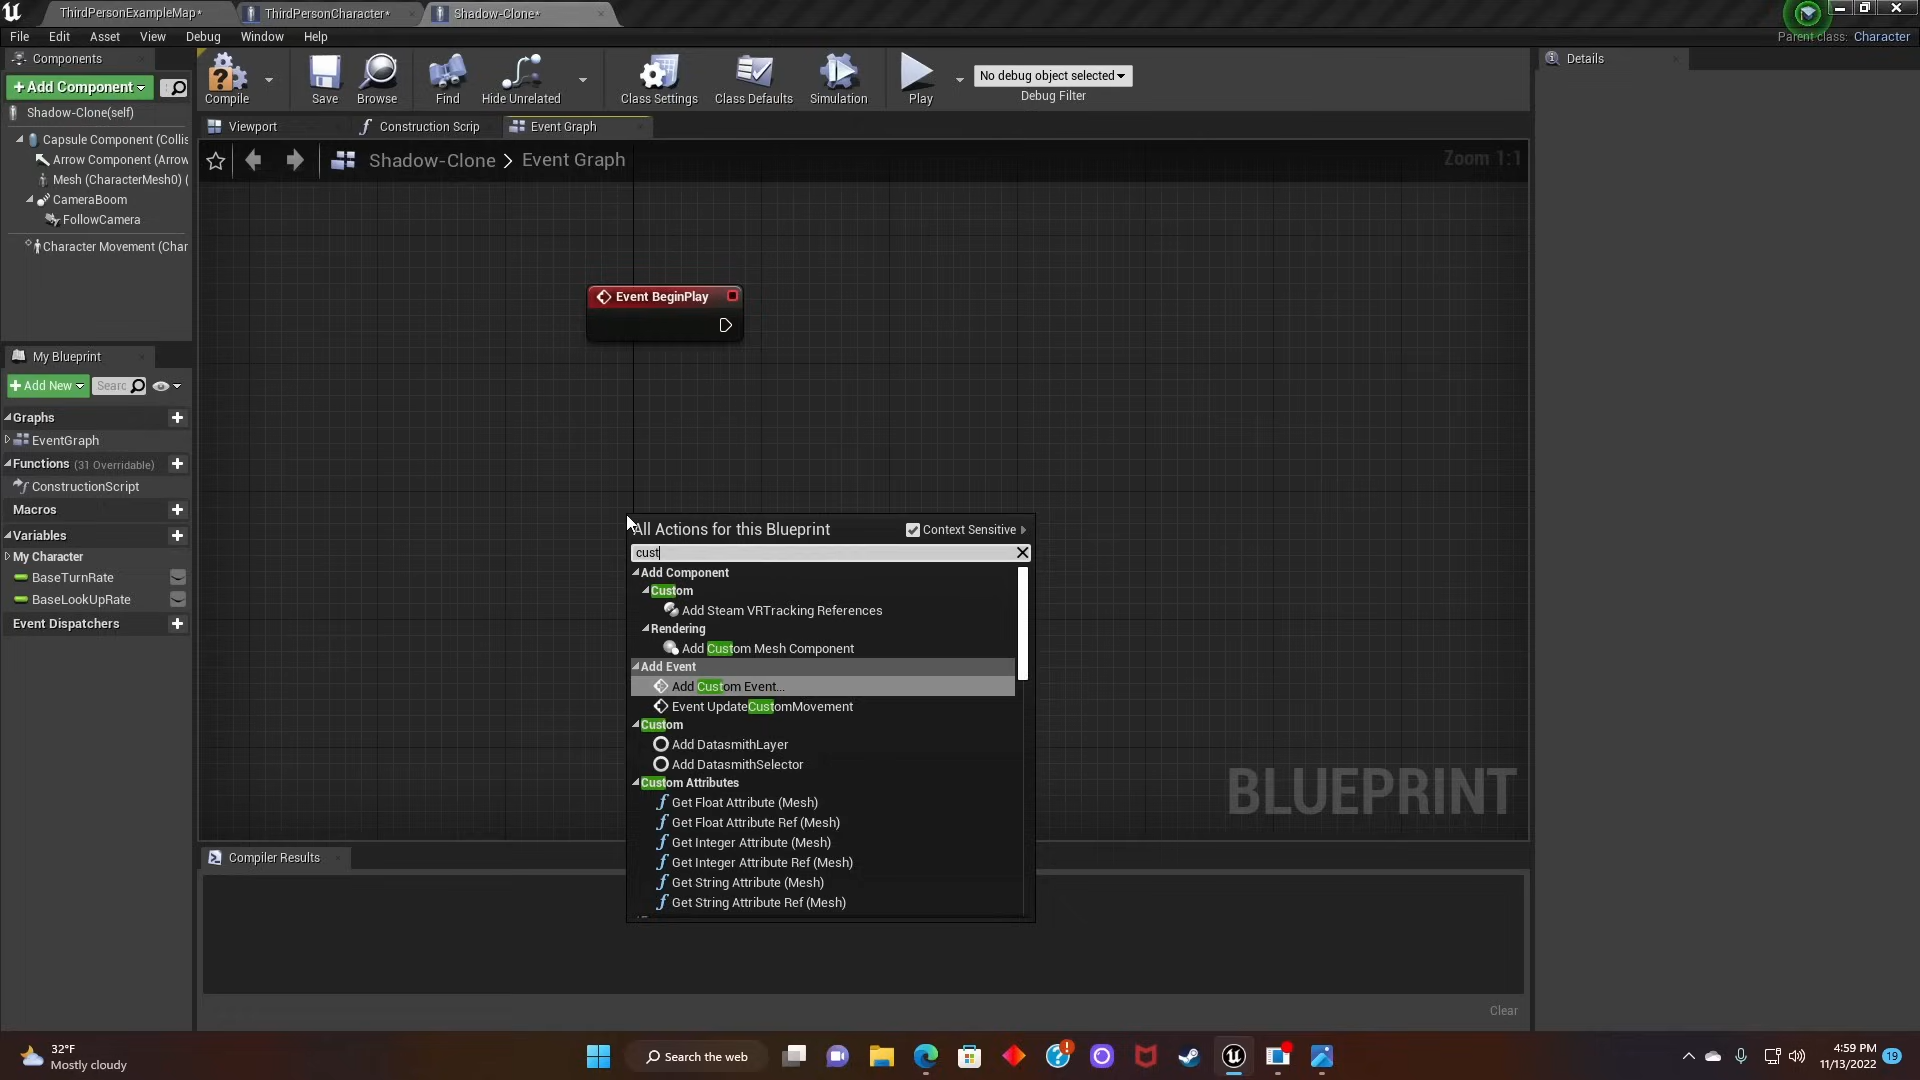 ThirdPersonExampleMap*
ThirdPersonCharacter*
Shadow-Clone*
File Edit Asset View Debug Window Help
Parent class: Character
Components
Details
+Add Component
Compile
Save
Browse
Find
Hide Unrelated
Class Settings
Class Defaults
Simulation
Play
No debug object selected
Debug Filter
Shadow-Clone(self)
Viewport
Construction Scrip
Event Graph
Capsule Component (Collis
Arrow Component (Arrow
Mesh (CharacterMesh0) (
CameraBoom
FollowCamera
Character Movement (Char
Shadow-Clone > Event Graph
Zoom 1:1
Event BeginPlay
My Blueprint
+Add New
Searc
Graphs
EventGraph
Functions (31 Overridable)
ConstructionScript
Macros
Variables
My Character
BaseTurnRate
BaseLookUpRate
Event Dispatchers
All Actions for this Blueprint
Context Sensitive
cust
Add Component
Custom
Add Steam VRTracking References
Rendering
Add Custom Mesh Component
Add Event
Add Custom Event...
Event UpdateCustomMovement
Custom
Add DatasmithLayer
Add DatasmithSelector
Custom Attributes
Get Float Attribute (Mesh)
Get Float Attribute Ref (Mesh)
Get Integer Attribute (Mesh)
Get Integer Attribute Ref (Mesh)
Get String Attribute (Mesh)
Get String Attribute Ref (Mesh)
BLUEPRINT
Compiler Results
Clear
32°F
Mostly cloudy
Search the web
4:59 PM
11/13/2022
19